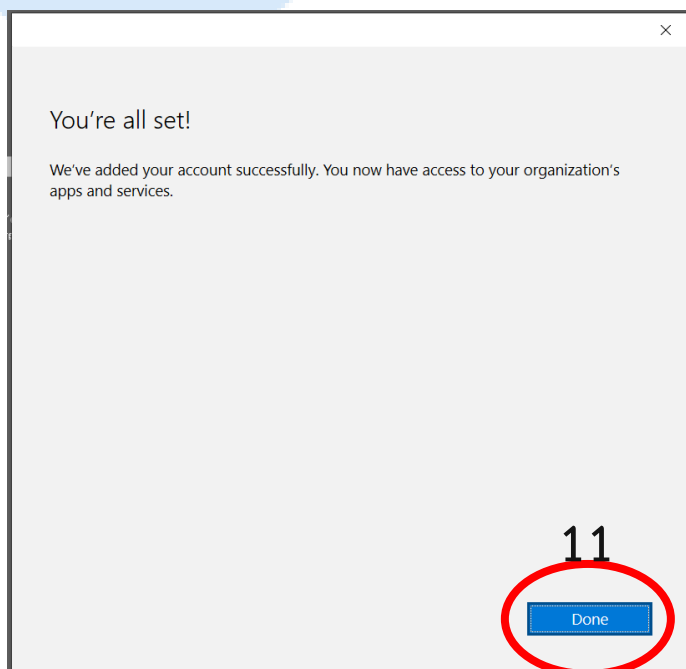 You're all set!
We've added your account successfully. You now have access to your organization's
apps and services.
11
Done